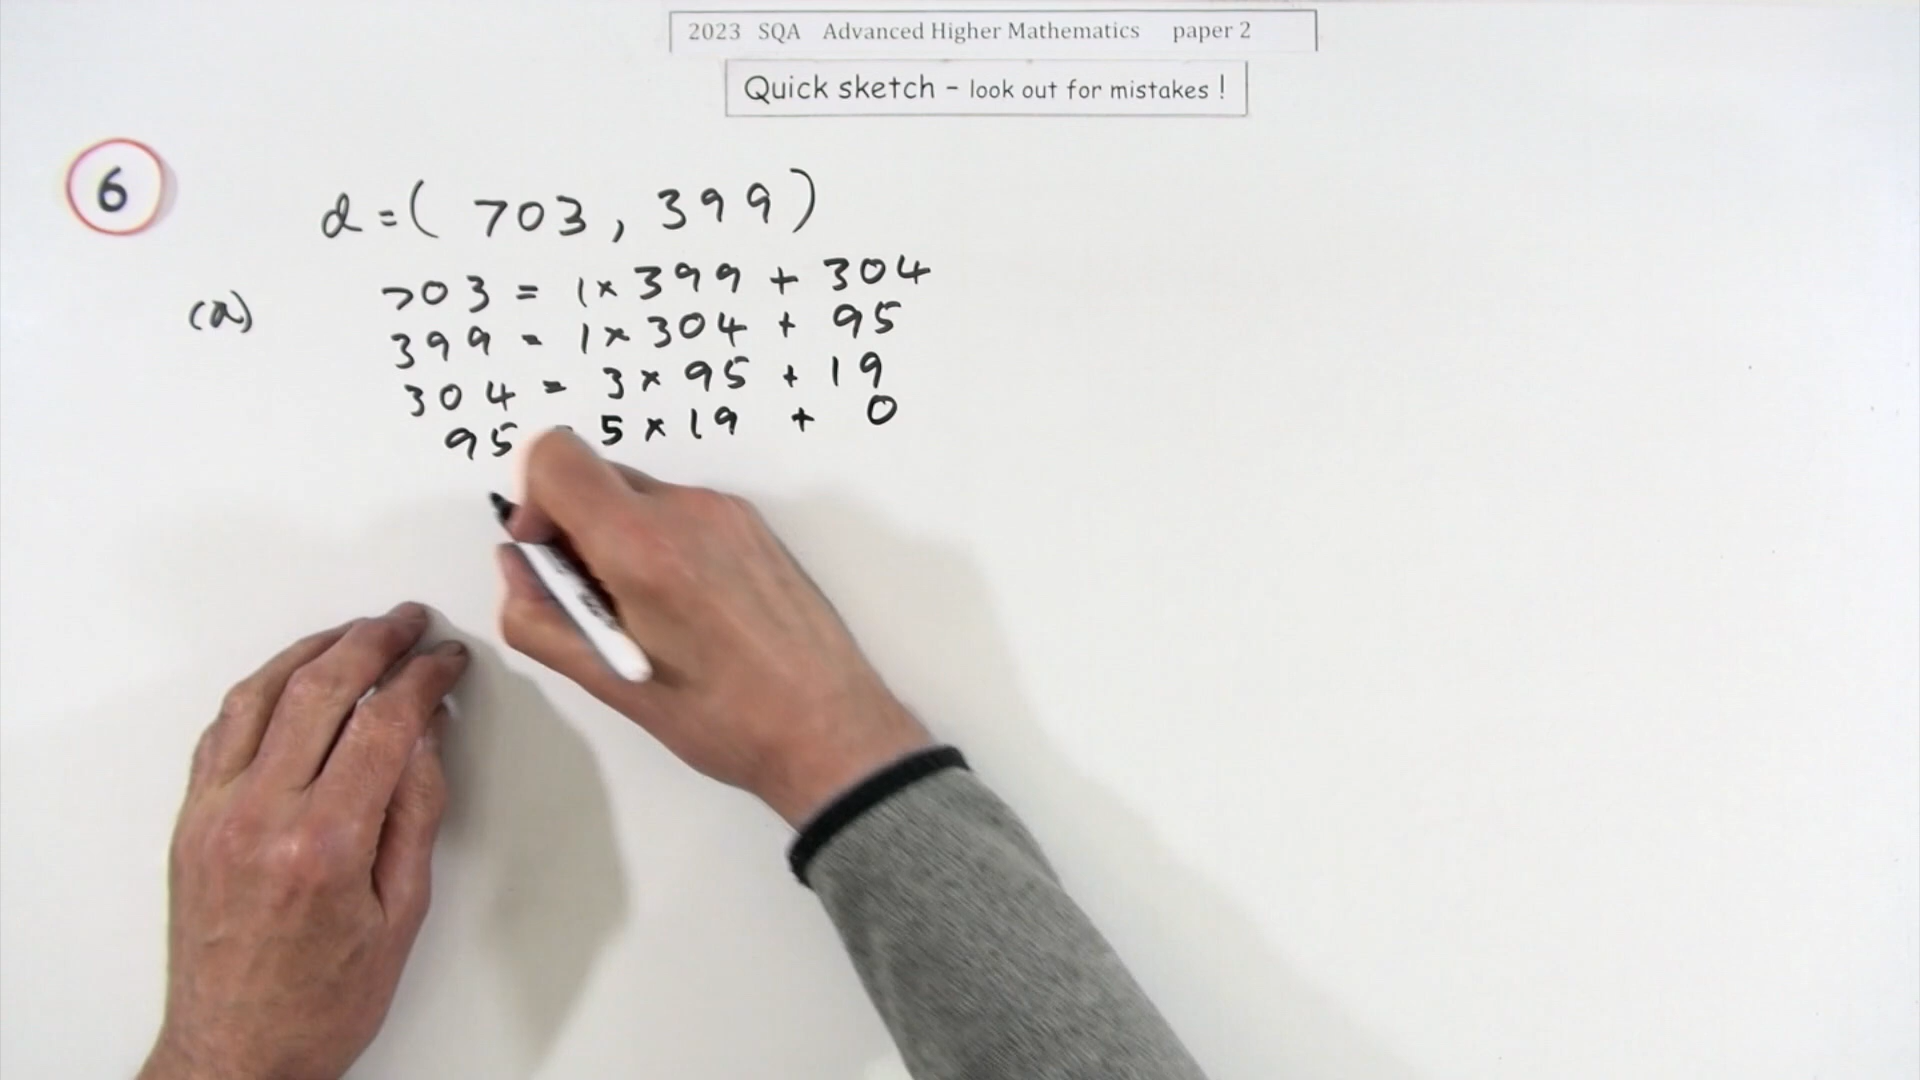 2023 SQA Advanced Higher Mathematics paper 2
Quick sketch – look out for mistakes !
6
d = ( 703 , 399 )
(a)
703 = 1 × 399 + 304
399 = 1 × 304 + 95
304 = 3 × 95 + 19
95 = 5 × 19 + 0